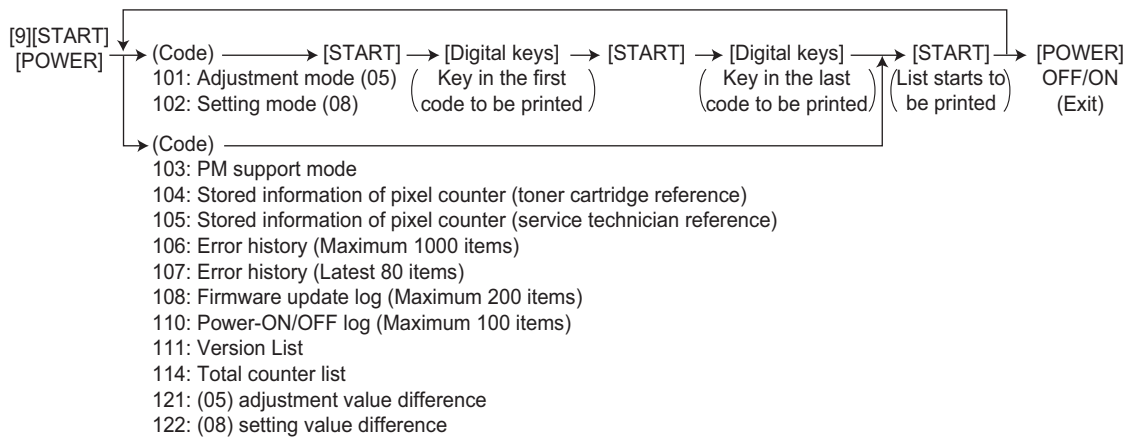 [9][START]
[POWER]
(Code) [START] [Digital keys] [START] [Digital keys] [START] [POWER]
101: Adjustment mode (05) (Key in the first (Key in the last (List starts to OFF/ON
102: Setting mode (08) code to be printed) code to be printed) be printed) (Exit)
(Code)
103: PM support mode
104: Stored information of pixel counter (toner cartridge reference)
105: Stored information of pixel counter (service technician reference)
106: Error history (Maximum 1000 items)
107: Error history (Latest 80 items)
108: Firmware update log (Maximum 200 items)
110: Power-ON/OFF log (Maximum 100 items)
111: Version List
114: Total counter list
121: (05) adjustment value difference
122: (08) setting value difference